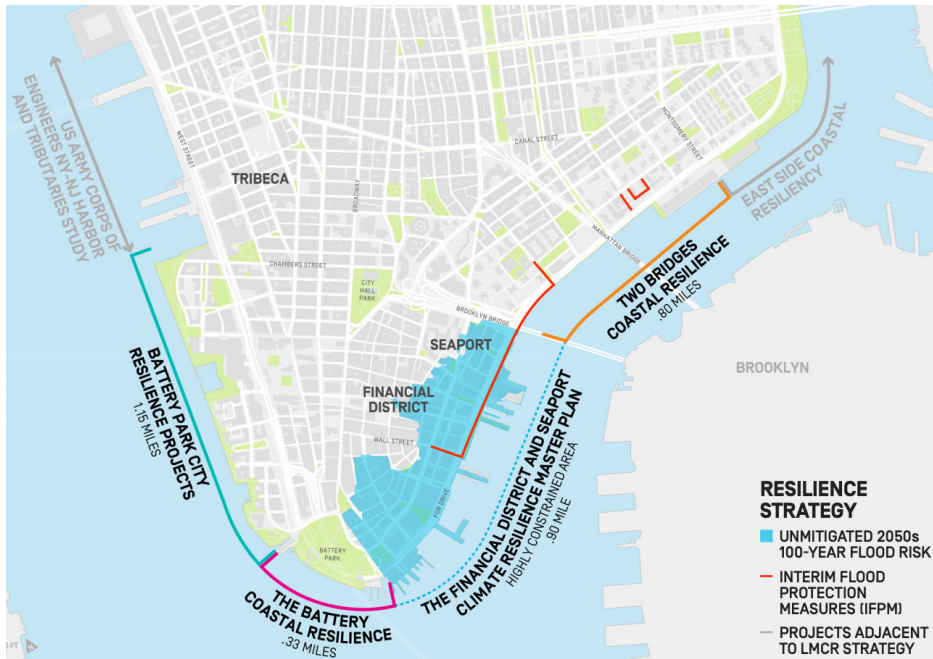 US ARMY CORPS OF
ENGINEERS NY-NJ HARBOR
AND TRIBUTARIES STUDY
WEST STREET
TRIBECA
BROADWAY
CANAL STREET
MONTGOMERY STREET
EAST SIDE COASTAL
RESILIENCY
MANHATTAN BRIDGE
TWO BRIDGES
COASTAL RESILIENCE
.80 MILES
CHAMBERS STREET
CITY
HALL
PARK
BROOKLYN BRIDGE
SEAPORT
BATTERY PARK CITY
RESILIENCE PROJECTS
1.15 MILES
FINANCIAL
DISTRICT
WALL STREET
FDR DRIVE
BROOKLYN
THE FINANCIAL DISTRICT AND SEAPORT
CLIMATE RESILIENCE MASTER PLAN
HIGHLY CONSTRAINED AREA
.90 MILE
BATTERY
PARK
THE BATTERY
COASTAL RESILIENCE
.33 MILES
RESILIENCE
STRATEGY
UNMITIGATED 2050s
100-YEAR FLOOD RISK
INTERIM FLOOD
PROTECTION
MEASURES (IFPM)
PROJECTS ADJACENT
TO LMCR STRATEGY
0 FT